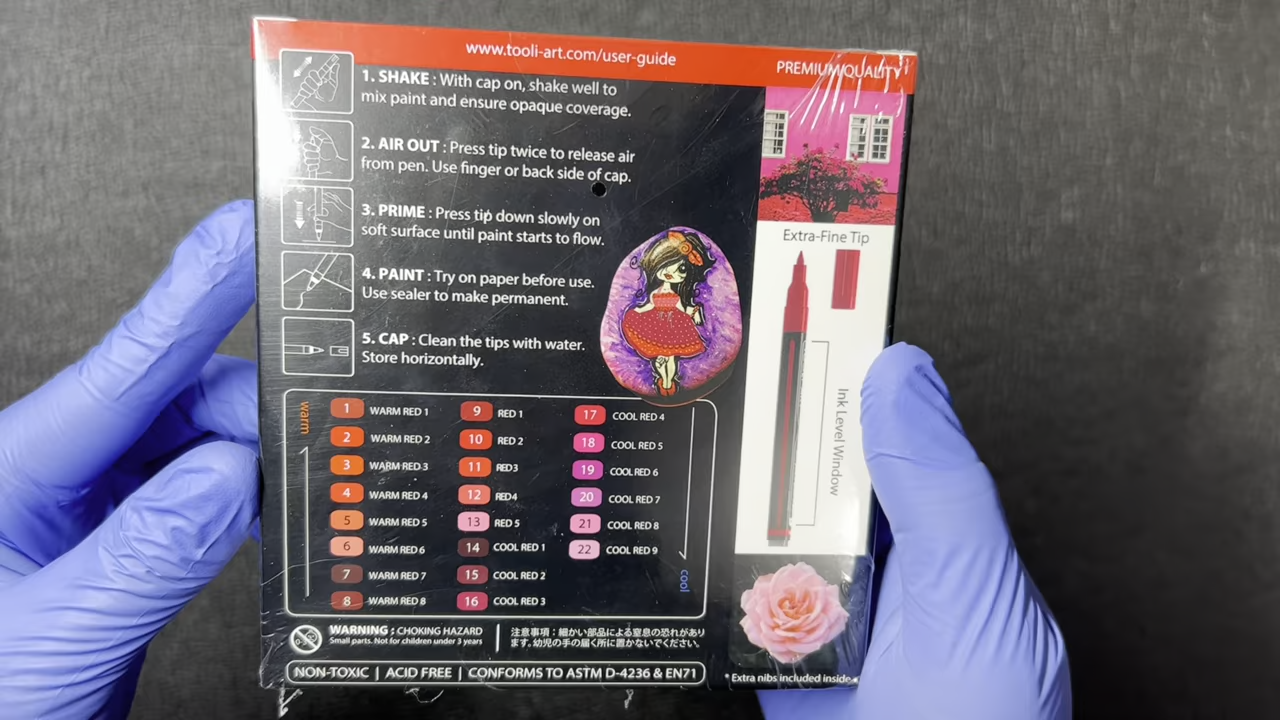 www.tooli-art.com/user-guide
PREMIUM QUALITY
1. SHAKE : With cap on, shake well to
mix paint and ensure opaque coverage.
2. AIR OUT : Press tip twice to release air
from pen. Use finger or back side of cap.
3. PRIME : Press tip down slowly on
soft surface until paint starts to flow.
4. PAINT : Try on paper before use.
Use sealer to make permanent.
5. CAP : Clean the tips with water.
Store horizontally.
Extra-Fine Tip
Ink Level Window
warm
1 WARM RED 1
2 WARM RED 2
3 WARM RED 3
4 WARM RED 4
5 WARM RED 5
6 WARM RED 6
7 WARM RED 7
8 WARM RED 8
9 RED 1
10 RED 2
11 RED3
12 RED4
13 RED 5
14 COOL RED 1
15 COOL RED 2
16 COOL RED 3
17 COOL RED 4
18 COOL RED 5
19 COOL RED 6
20 COOL RED 7
21 COOL RED 8
22 COOL RED 9
cool
0-3
WARNING : CHOKING HAZARD
Small parts. Not for children under 3 years
注意事項：細かい部品による窒息の恐れがあり
ます。幼児の手の届く所に置かないでください。
NON-TOXIC | ACID FREE | CONFORMS TO ASTM D-4236 & EN71
* Extra nibs included inside